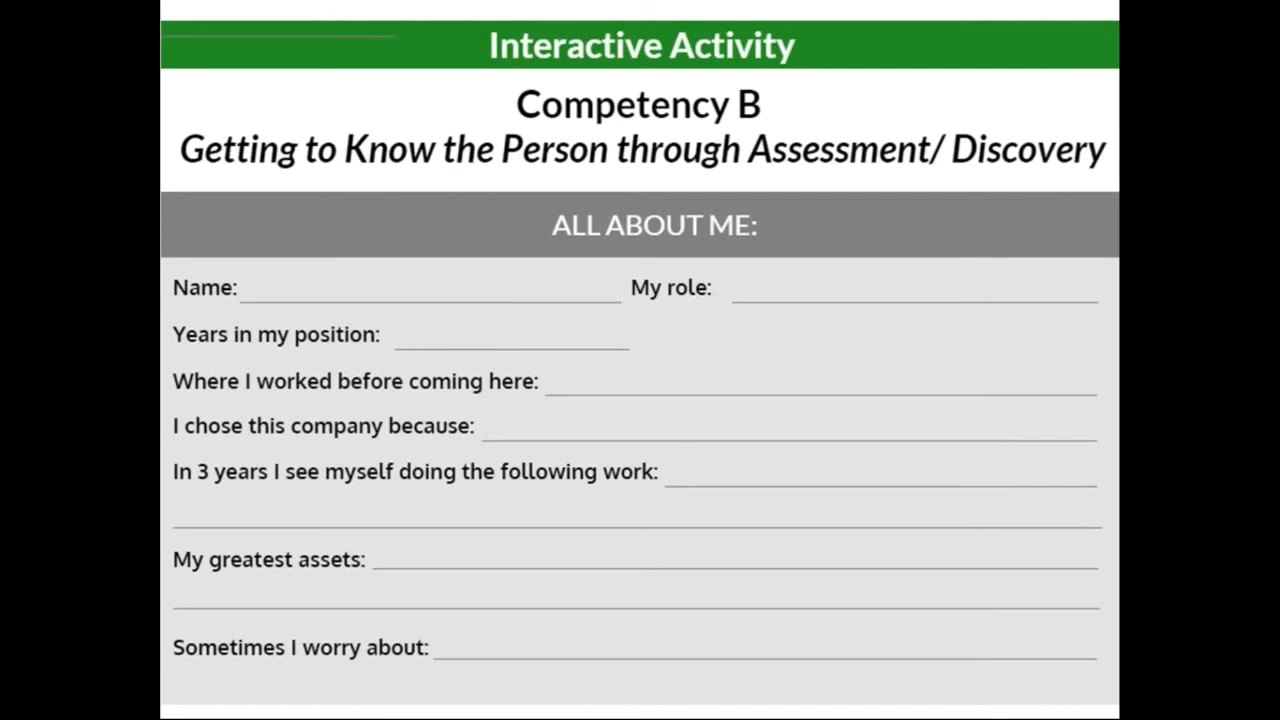 Interactive Activity
Competency B
Getting to Know the Person through Assessment/ Discovery
ALL ABOUT ME:
Name: My role:
Years in my position:
Where I worked before coming here:
I chose this company because:
In 3 years I see myself doing the following work:
My greatest assets:
Sometimes I worry about: